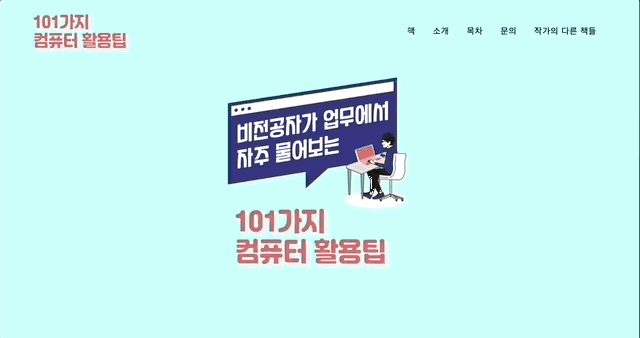 101가지
컴퓨터 활용팁
책 소개 목차 문의 작가의 다른 책들
비전공자가 업무에서
자주 물어보는
101가지
컴퓨터 활용팁